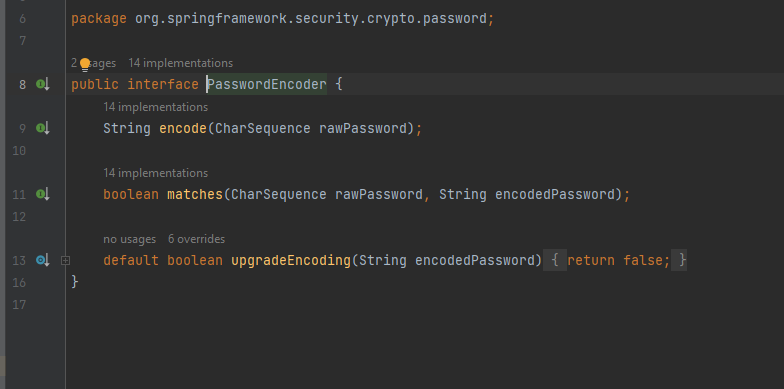 6 package org.springframework.security.crypto.password;
7
2 usages 14 implementations
8 public interface PasswordEncoder {
14 implementations
9 String encode(CharSequence rawPassword);
10
14 implementations
11 boolean matches(CharSequence rawPassword, String encodedPassword);
12
no usages 6 overrides
13 default boolean upgradeEncoding(String encodedPassword) { return false; }
16 }
17